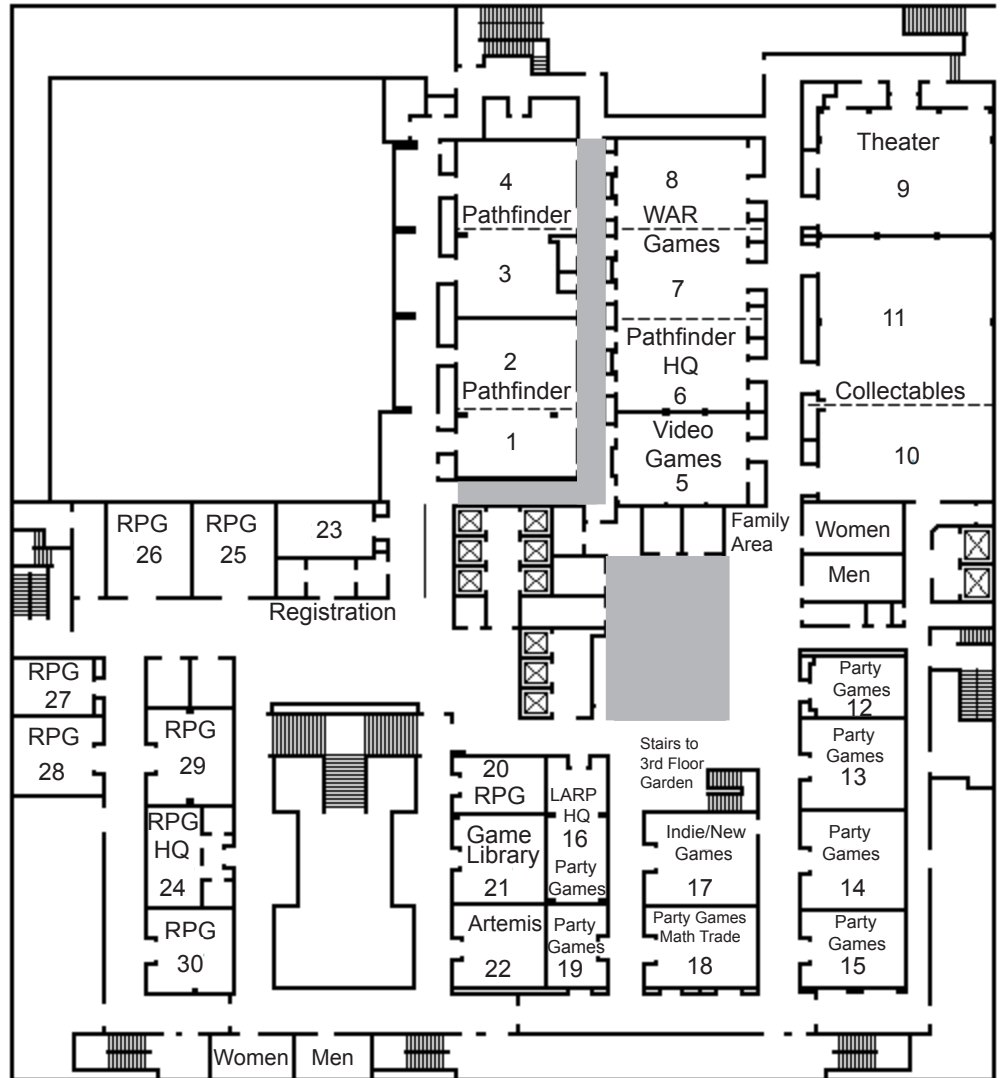 Theater
9
4
Pathfinder
3
8
WAR
Games
7
11
2
Pathfinder
1
Pathfinder
HQ
6
Collectables
10
Video
Games
5
RPG
26
RPG
25
23
Family
Area
Women
Men
Registration
RPG
27
RPG
28
RPG
29
RPG
HQ
24
RPG
30
20
RPG
Game
Library
21
Artemis
22
LARP
HQ
16
Party
Games
Party
Games
19
Stairs to
3rd Floor
Garden
Indie/New
Games
17
Party Games
Math Trade
18
Party
Games
12
Party
Games
13
Party
Games
14
Party
Games
15
Women
Men